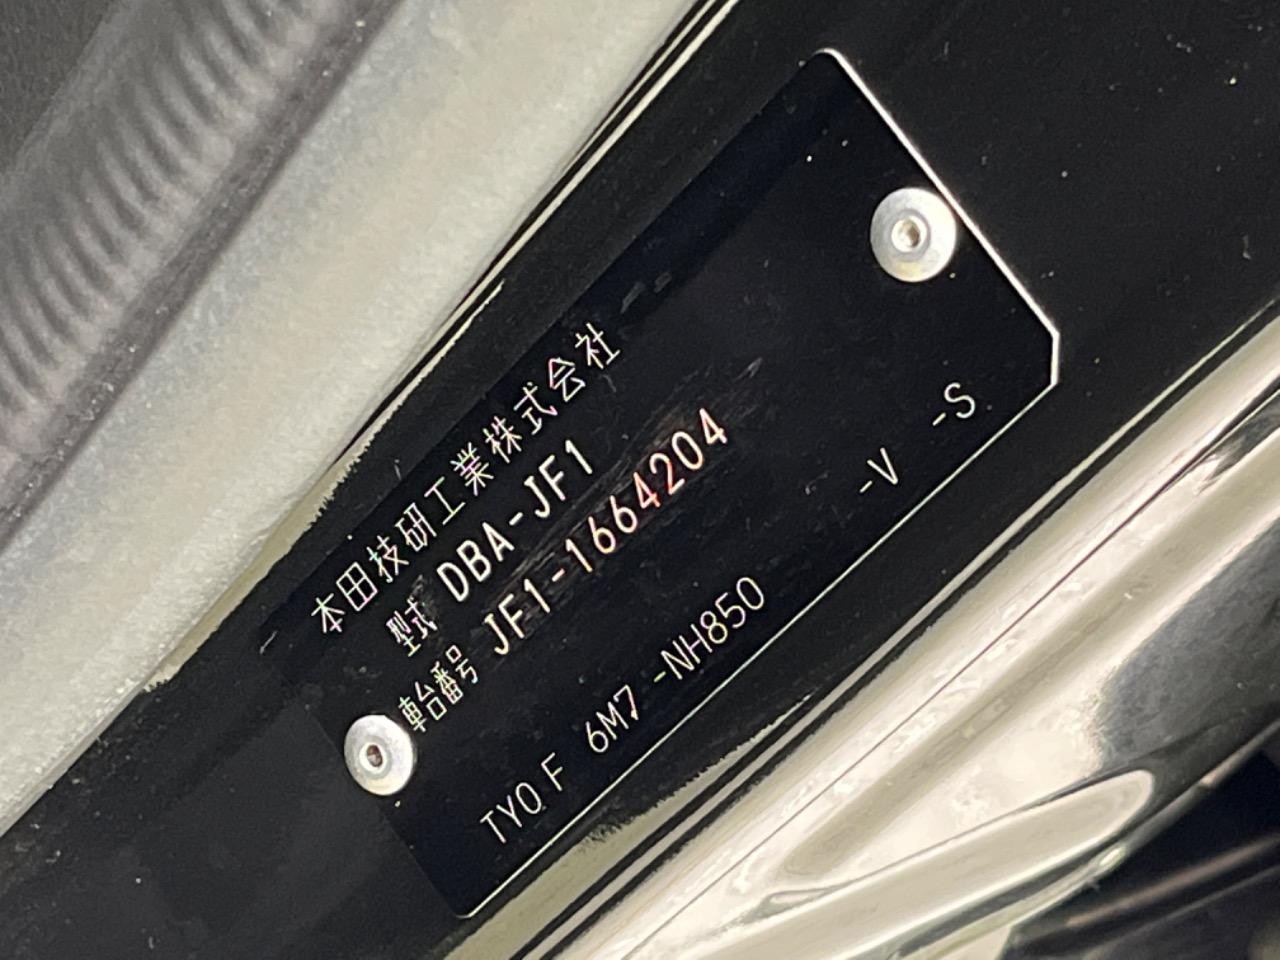 本田技研工業株式会社
型式 DBA-JF1
車台番号 JF1-1664204
TY0 F 6M7 -NH850 -V -S